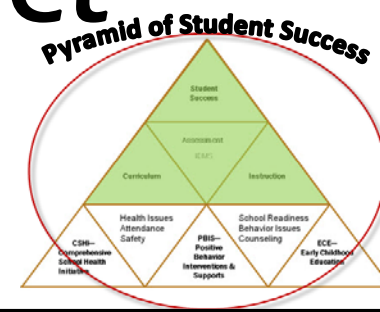 ct
Pyramid of Student Success
Student
Success
Assessment
Curriculum
Instruction
Health Issues
Attendance
Safety
School Readiness
Behavior Issues
Counseling
CSHI—
Comprehensive
School Health
Initiative
PBIS—
Positive
Behavior
Interventions &
Supports
ECE—
Early Childhood
Education